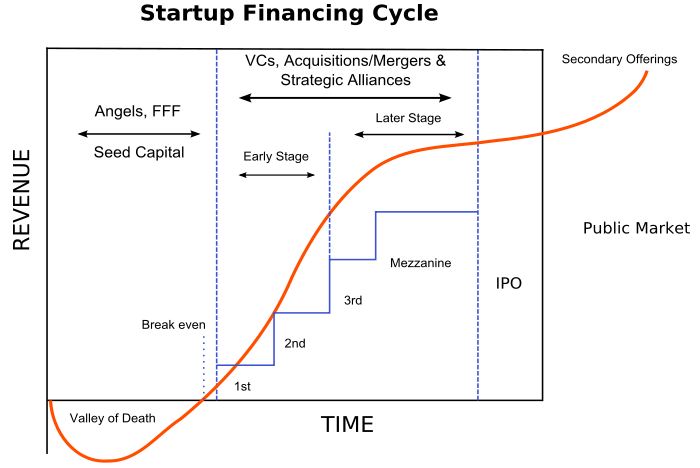 Startup Financing Cycle
VCs, Acquisitions/Mergers &
Strategic Alliances
Secondary Offerings
Angels, FFF
Seed Capital
Later Stage
Early Stage
REVENUE
Public Market
Mezzanine
IPO
3rd
Break even
2nd
1st
Valley of Death
TIME